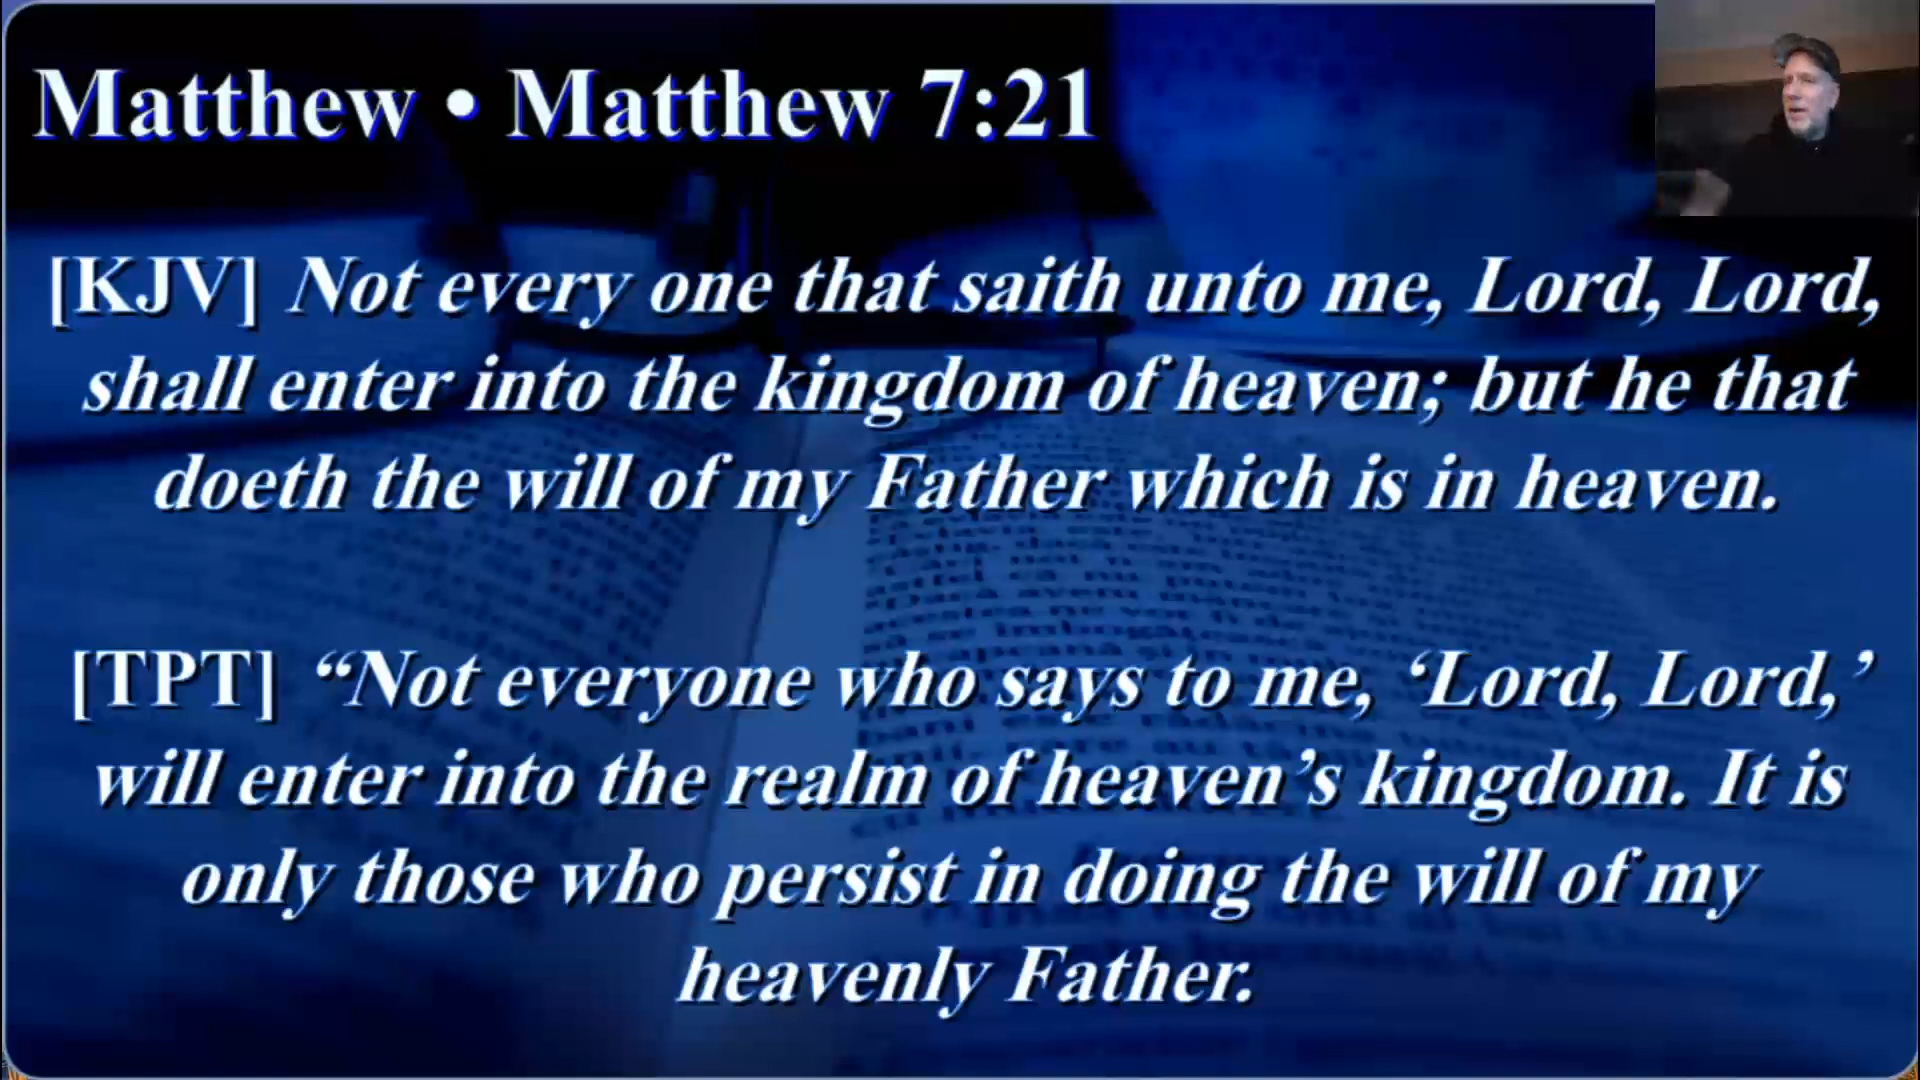 Matthew • Matthew 7:21
[KJV] Not every one that saith unto me, Lord, Lord,
shall enter into the kingdom of heaven; but he that
doeth the will of my Father which is in heaven.
[TPT] “Not everyone who says to me, ‘Lord, Lord,’
will enter into the realm of heaven’s kingdom. It is
only those who persist in doing the will of my
heavenly Father.